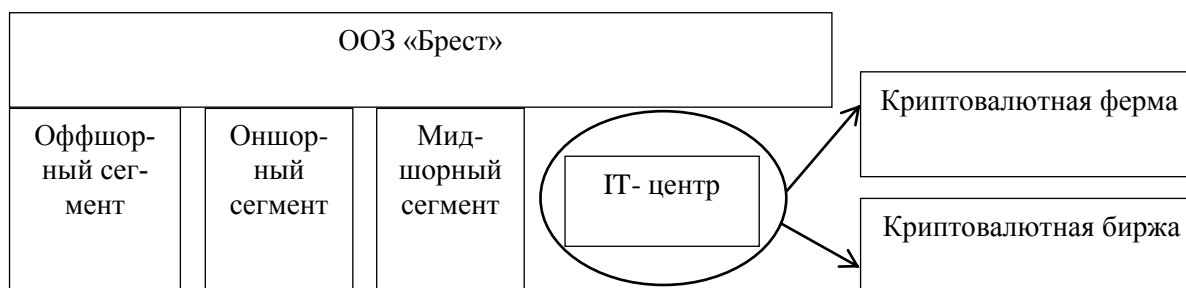 ООЗ «Брест»
Оффшор-
ный сег-
мент
Оншор-
ный
сегмент
Мид-
шорный
сегмент
IT- центр
Криптовалютная ферма
Криптовалютная биржа